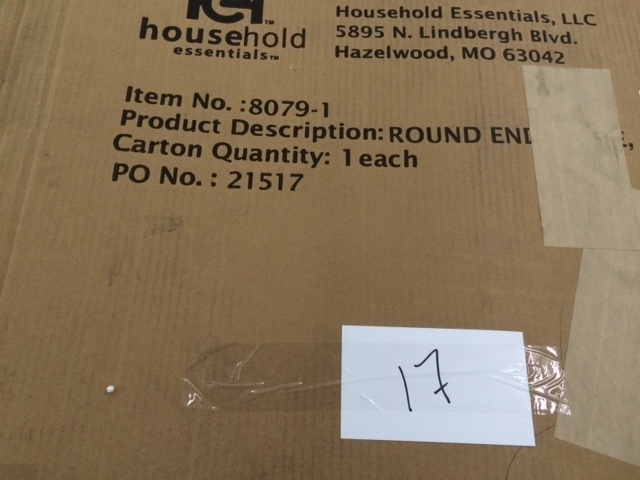 household
essentials™
Household Essentials, LLC
5895 N. Lindbergh Blvd.
Hazelwood, MO 63042
Item No. :8079-1
Product Description: ROUND END
Carton Quantity: 1 each
PO No. : 21517
17